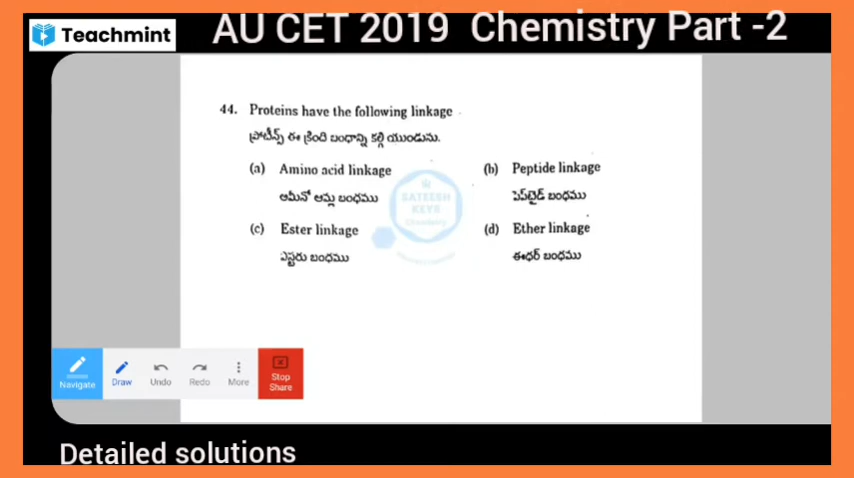 Teachmint
AU CET 2019 Chemistry Part -2
44. Proteins have the following linkage
ప్రోటీన్స్ ఈ క్రింది బంధాన్ని కల్గి యుండును.
(a) Amino acid linkage (b) Peptide linkage
ఆమీనో ఆమ్ల బంధము పెప్‌టైడ్ బంధము
SATEESH
KEYS
Chemistry
(c) Ester linkage (d) Ether linkage
ఎస్టరు బంధము ఈథర్ బంధము
Navigate Draw Undo Redo More Stop
Share
Detailed solutions